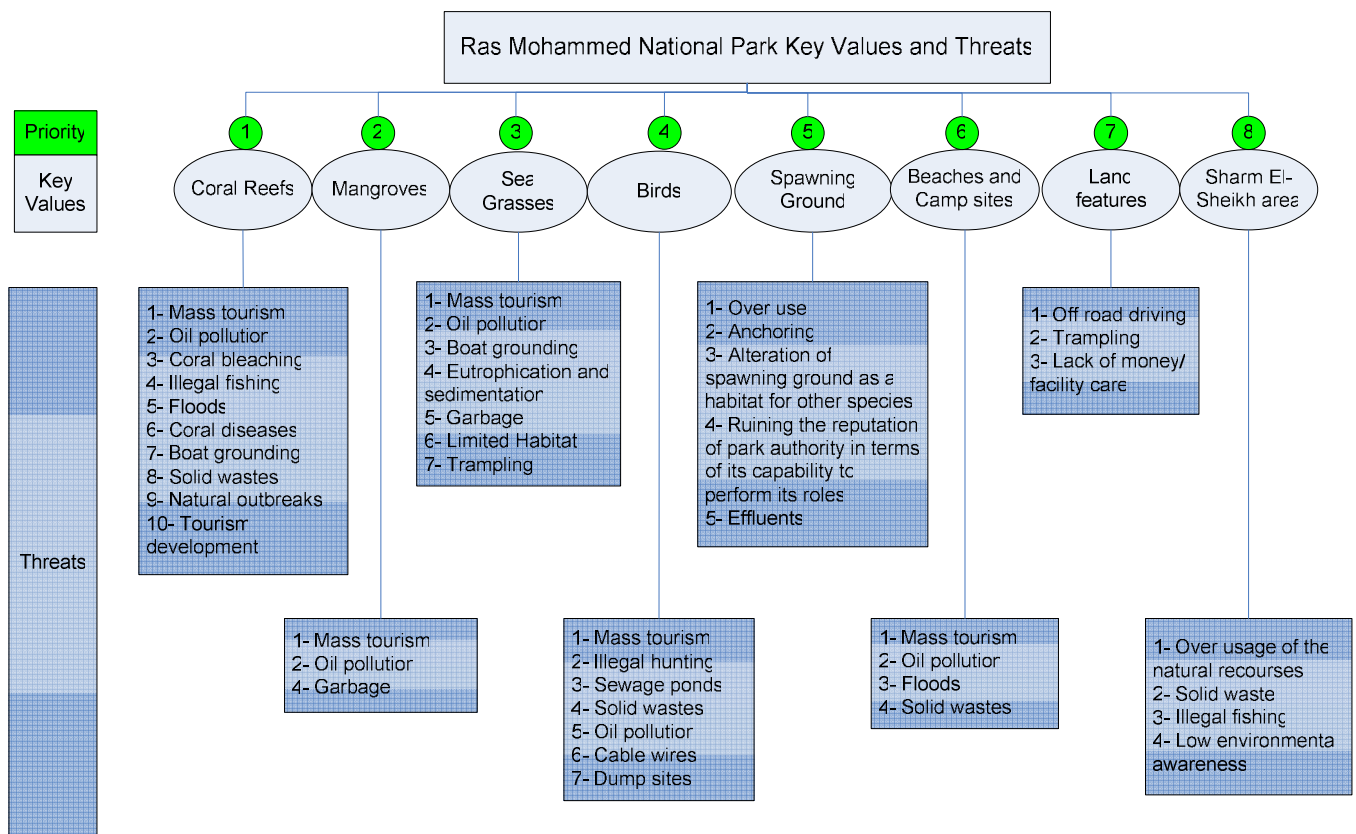 Ras Mohammed National Park Key Values and Threats
Priority
1
2
3
4
5
6
7
8
Key
Values
Coral Reefs
Mangroves
Sea
Grasses
Birds
Spawning
Ground
Beaches and
Camp sites
Land
features
Sharm El-
Sheikh area
Threats
1- Mass tourism
2- Oil pollution
3- Coral bleaching
4- Illegal fishing
5- Floods
6- Coral diseases
7- Boat grounding
8- Solid wastes
9- Natural outbreaks
10- Tourism
development
1- Mass tourism
2- Oil pollution
4- Garbage
1- Mass tourism
2- Oil pollution
3- Boat grounding
4- Eutrophication and
sedimentation
5- Garbage
6- Limited Habitat
7- Trampling
1- Mass tourism
2- Illegal hunting
3- Sewage ponds
4- Solid wastes
5- Oil pollution
6- Cable wires
7- Dump sites
1- Over use
2- Anchoring
3- Alteration of
spawning ground as a
habitat for other species
4- Ruining the reputation
of park authority in terms
of its capability to
perform its roles
5- Effluents
1- Mass tourism
2- Oil pollution
3- Floods
4- Solid wastes
1- Off road driving
2- Trampling
3- Lack of money/
facility care
1- Over usage of the
natural recourses
2- Solid waste
3- Illegal fishing
4- Low environmental
awareness